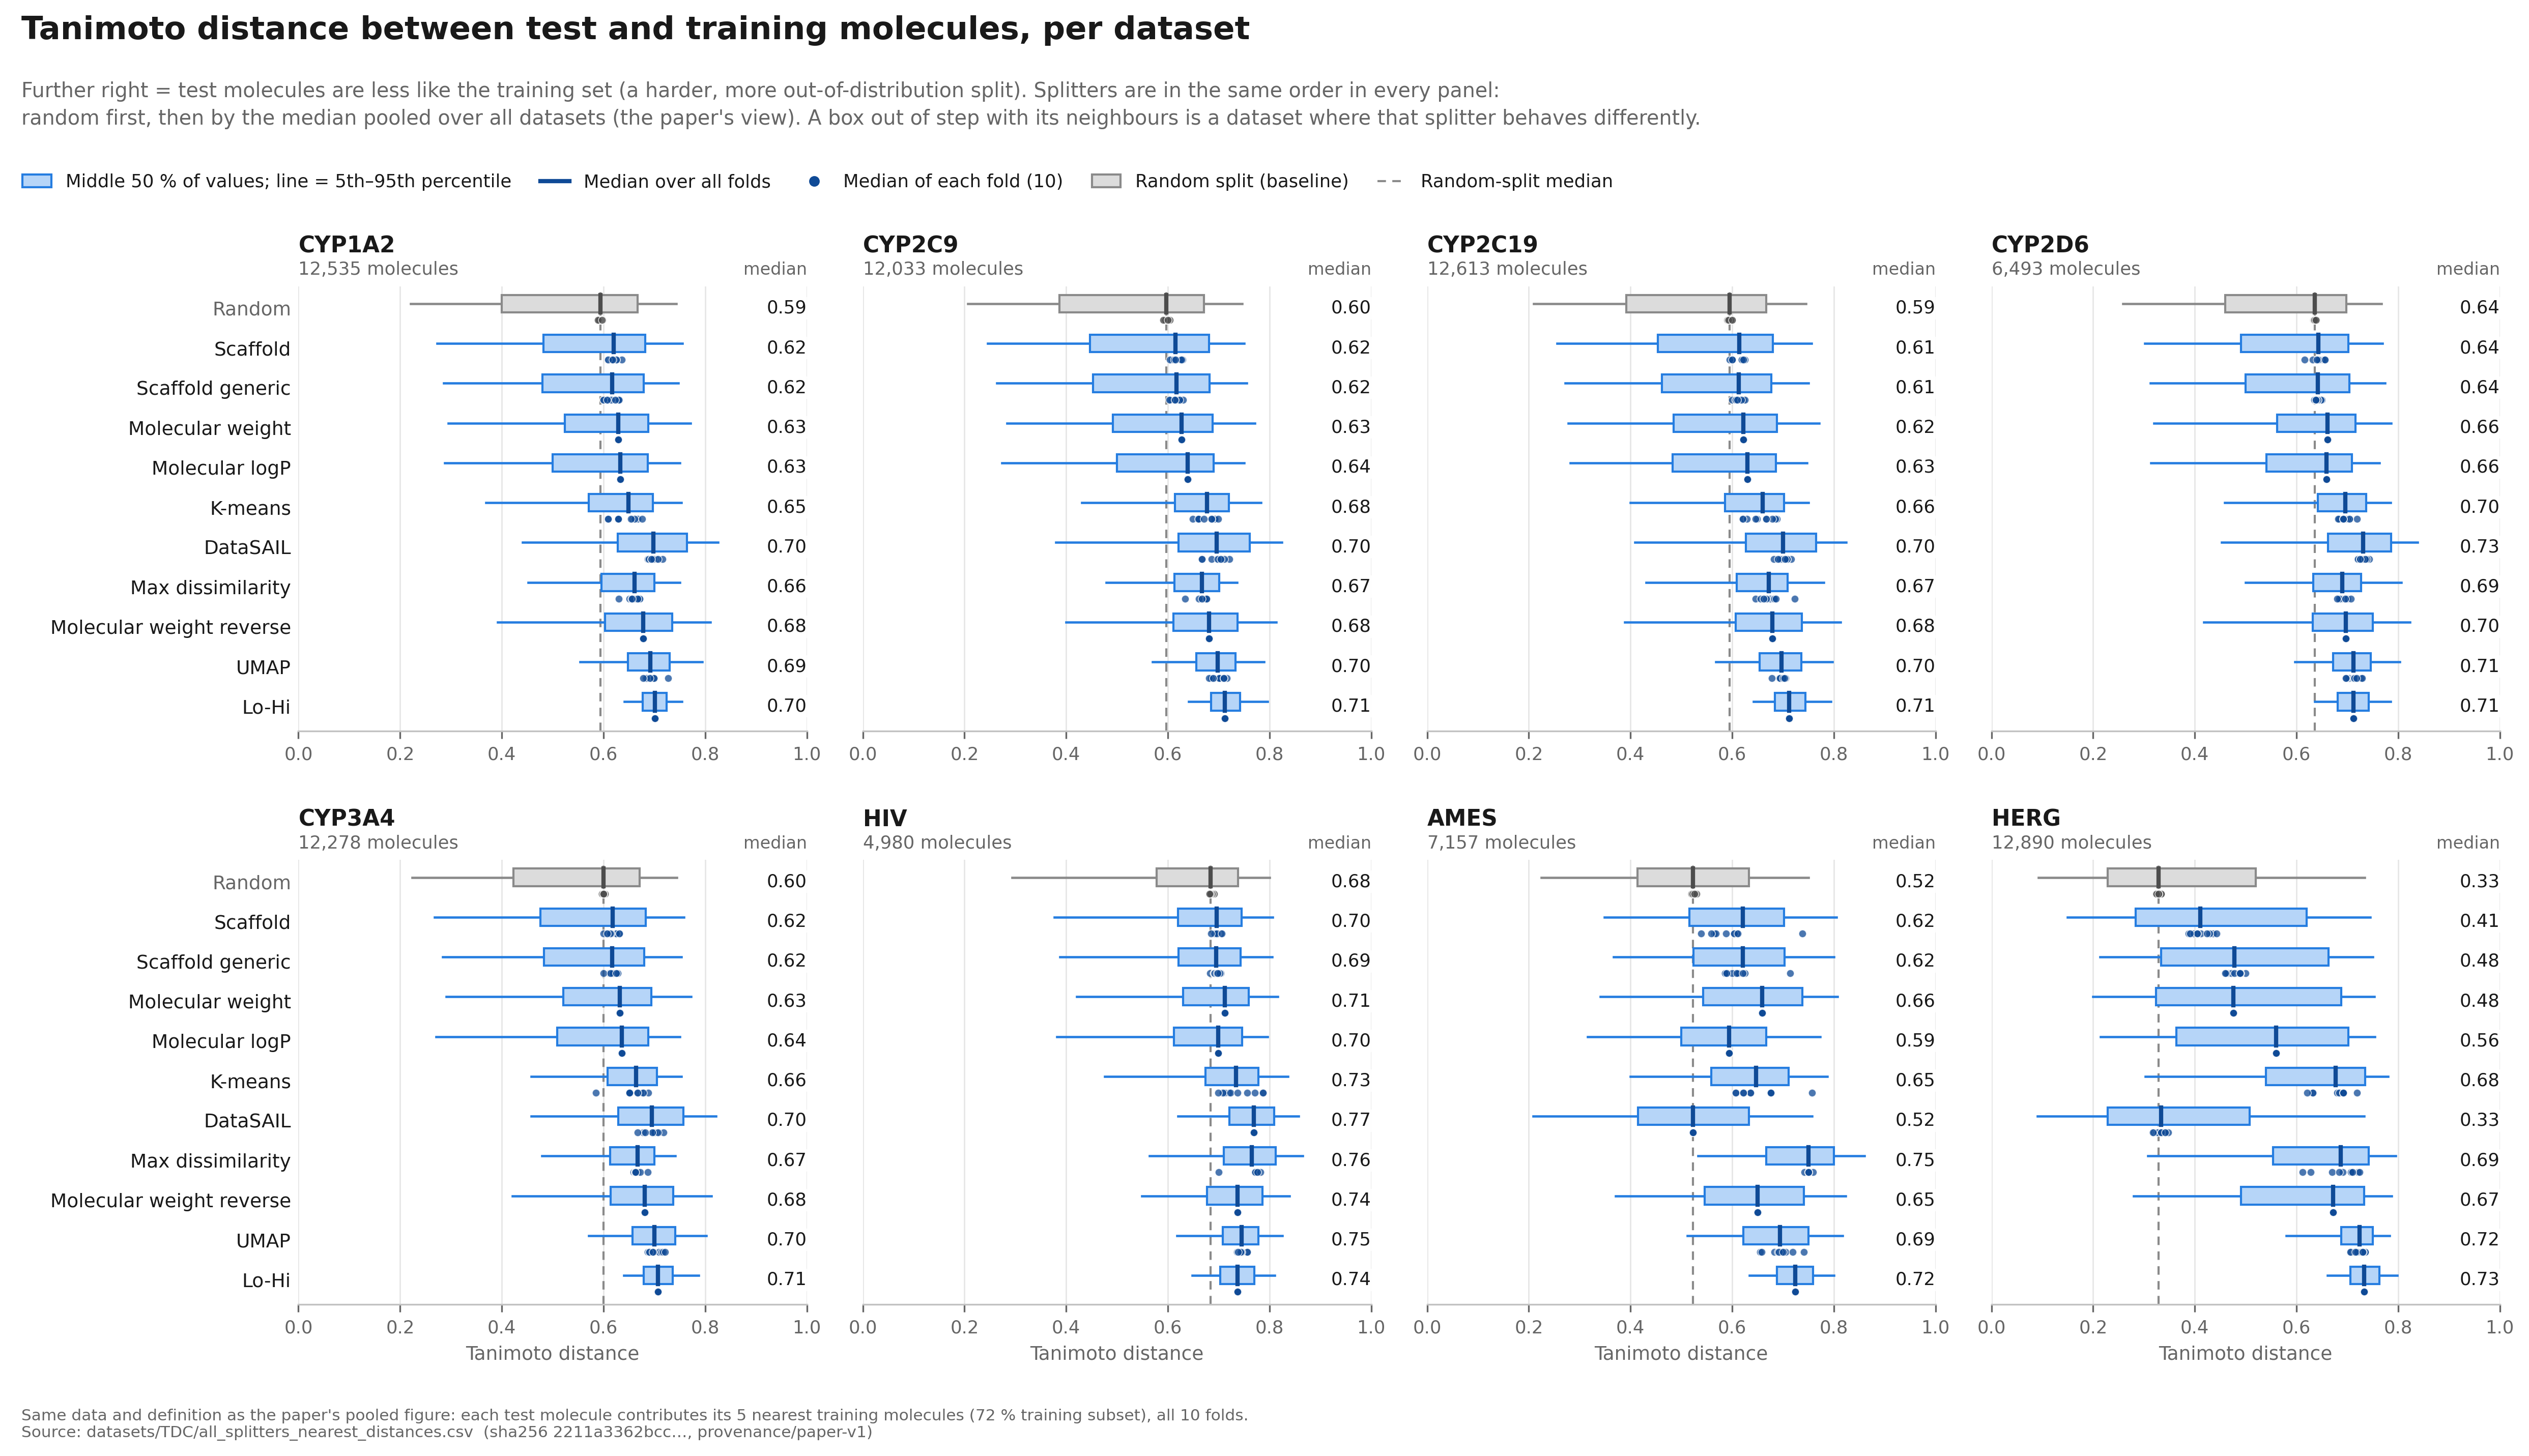 Tanimoto distance between test and training molecules, per dataset
Further right = test molecules are less like the training set (a harder, more out-of-distribution split). Splitters are in the same order in every panel:
random first, then by the median pooled over all datasets (the paper's view). A box out of step with its neighbours is a dataset where that splitter behaves differently.
Middle 50 % of values; line = 5th–95th percentile  Median over all folds  Median of each fold (10)  Random split (baseline)  Random-split median
CYP1A2  CYP2C9  CYP2C19  CYP2D6
12,535 molecules  median  12,033 molecules  median  12,613 molecules  median  6,493 molecules  median
Random  0.59  0.60  0.59  0.64
Scaffold  0.62  0.62  0.61  0.64
Scaffold generic  0.62  0.62  0.61  0.64
Molecular weight  0.63  0.63  0.62  0.66
Molecular logP  0.63  0.64  0.63  0.66
K-means  0.65  0.68  0.66  0.70
DataSAIL  0.70  0.70  0.70  0.73
Max dissimilarity  0.66  0.67  0.67  0.69
Molecular weight reverse  0.68  0.68  0.68  0.70
UMAP  0.69  0.70  0.70  0.71
Lo-Hi  0.70  0.71  0.71  0.71
0.0  0.2  0.4  0.6  0.8  1.0  0.0  0.2  0.4  0.6  0.8  1.0  0.0  0.2  0.4  0.6  0.8  1.0  0.0  0.2  0.4  0.6  0.8  1.0
CYP3A4  HIV  AMES  HERG
12,278 molecules  median  4,980 molecules  median  7,157 molecules  median  12,890 molecules  median
Random  0.60  0.68  0.52  0.33
Scaffold  0.62  0.70  0.62  0.41
Scaffold generic  0.62  0.69  0.62  0.48
Molecular weight  0.63  0.71  0.66  0.48
Molecular logP  0.64  0.70  0.59  0.56
K-means  0.66  0.73  0.65  0.68
DataSAIL  0.70  0.77  0.52  0.33
Max dissimilarity  0.67  0.76  0.75  0.69
Molecular weight reverse  0.68  0.74  0.65  0.67
UMAP  0.70  0.75  0.69  0.72
Lo-Hi  0.71  0.74  0.72  0.73
0.0  0.2  0.4  0.6  0.8  1.0  0.0  0.2  0.4  0.6  0.8  1.0  0.0  0.2  0.4  0.6  0.8  1.0  0.0  0.2  0.4  0.6  0.8  1.0
Tanimoto distance  Tanimoto distance  Tanimoto distance  Tanimoto distance
Same data and definition as the paper's pooled figure: each test molecule contributes its 5 nearest training molecules (72 % training subset), all 10 folds.
Source: datasets/TDC/all_splitters_nearest_distances.csv  (sha256 2211a3362bcc…, provenance/paper-v1)